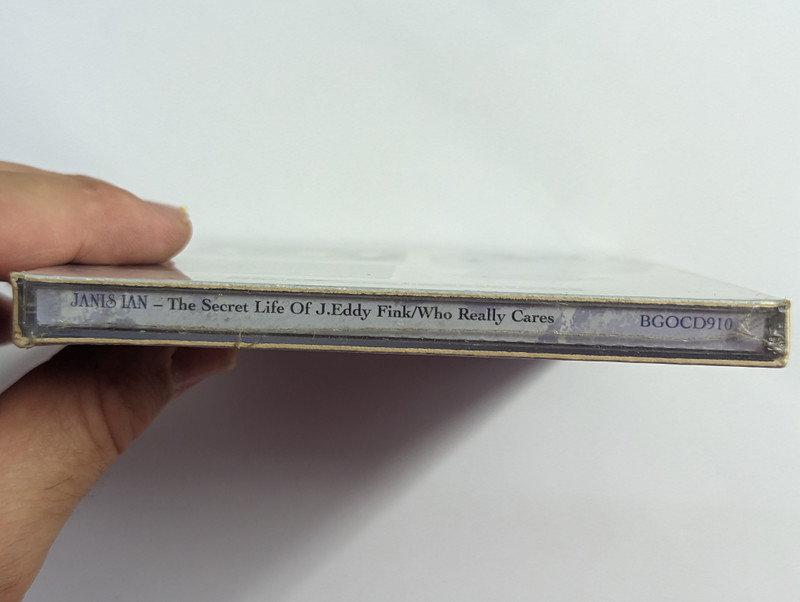 JANIS IAN – The Secret Life Of J.Eddy Fink/Who Really Cares BGOCD910